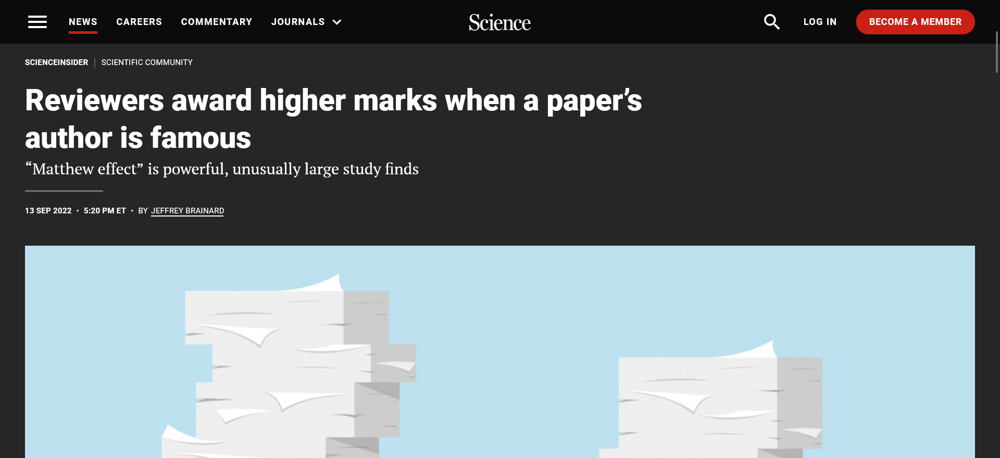 NEWS CAREERS COMMENTARY JOURNALS Science LOG IN BECOME A MEMBER
SCIENCEINSIDER SCIENTIFIC COMMUNITY
Reviewers award higher marks when a paper’s
author is famous
“Matthew effect” is powerful, unusually large study finds
13 SEP 2022 • 5:20 PM ET • BY JEFFREY BRAINARD